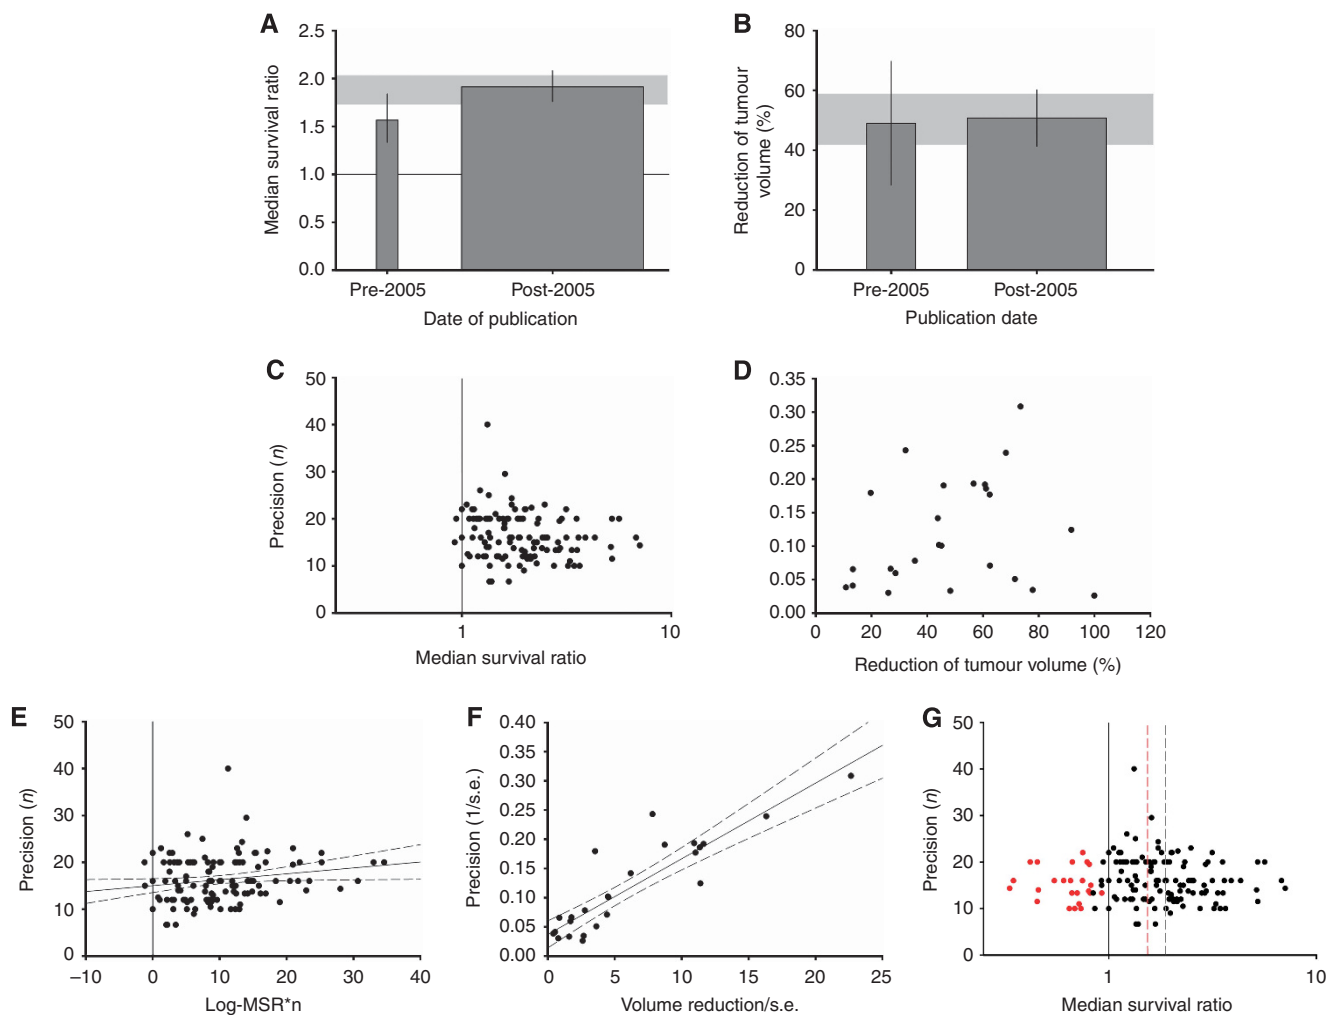 A
2.5
2.0
1.5
1.0
0.5
0.0
Median survival ratio
Pre-2005
Post-2005
Date of publication
B
80
60
40
20
0
Reduction of tumour
volume (%)
Pre-2005
Post-2005
Publication date
C
50
40
30
20
10
0
Precision (n)
1
10
Median survival ratio
D
0.35
0.30
0.25
0.20
0.15
0.10
0.05
0.00
0
20
40
60
80
100
120
Reduction of tumour volume (%)
E
50
40
30
20
10
0
Precision (n)
–10
0
10
20
30
40
Log-MSR*n
F
0.40
0.35
0.30
0.25
0.20
0.15
0.10
0.05
0.00
Precision (1/s.e.)
0
5
10
15
20
25
Volume reduction/s.e.
G
50
40
30
20
10
0
Precision (n)
1
10
Median survival ratio